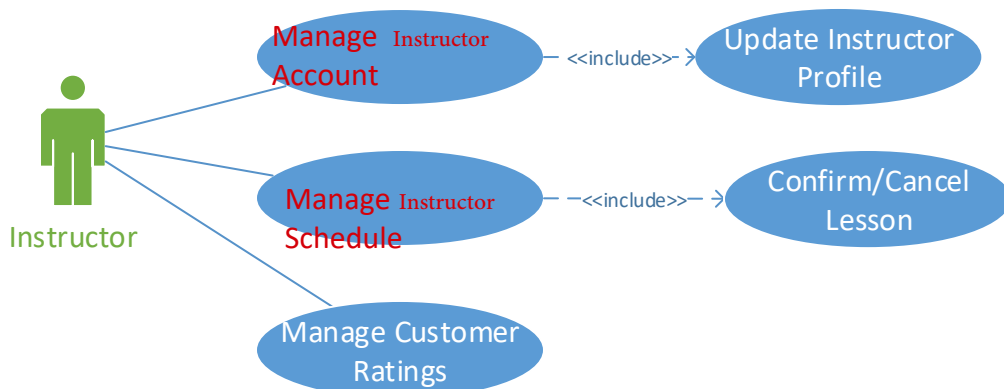 Manage Instructor
Account
<<include>>
Update Instructor
Profile
Instructor
Manage Instructor
Schedule
<<include>>
Confirm/Cancel
Lesson
Manage Customer
Ratings